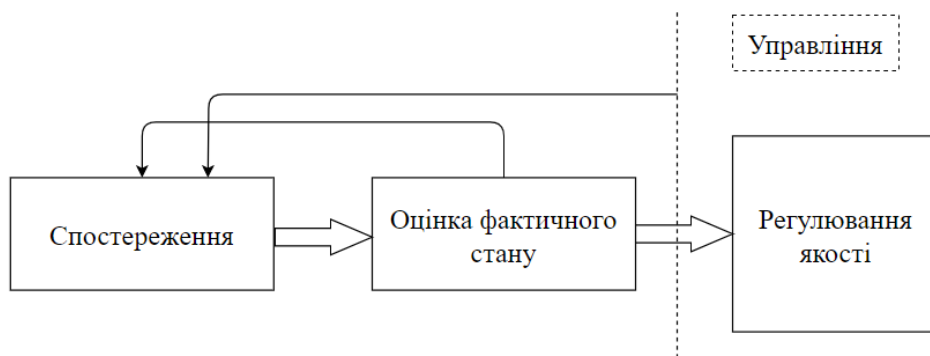 Управління
Спостереження
Оцінка фактичного
стану
Регулювання
якості